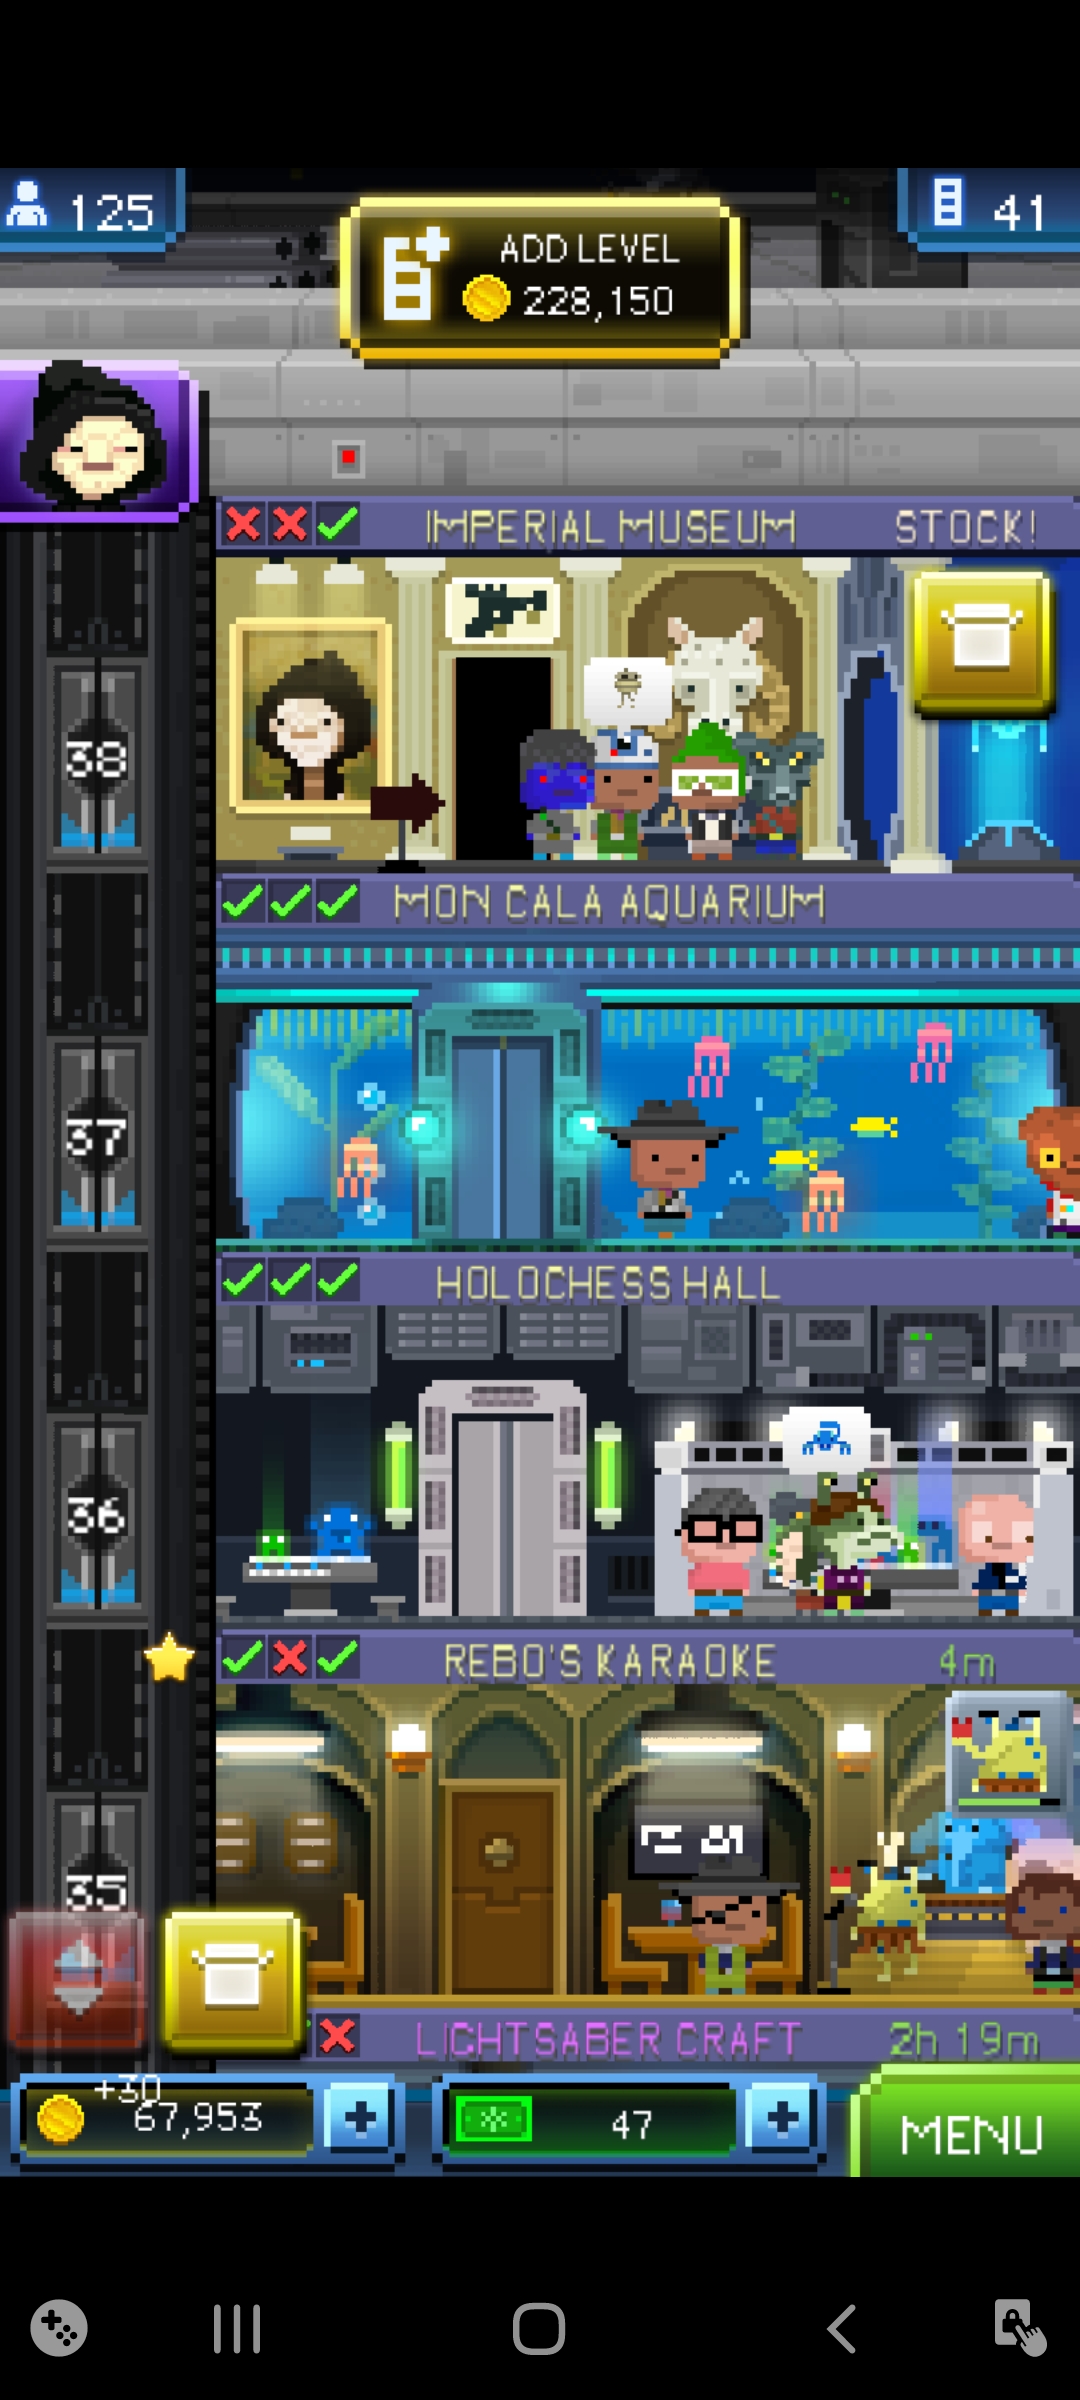 125
ADD LEVEL
228,150
41
IMPERIAL MUSEUM STOCK!
38
MON CALA AQUARIUM
37
HOLOCHESS HALL
36
REBO'S KARAOKE 4m
35
LIGHTSABER CRAFT 2h 19m
+30
67,953
47
MENU